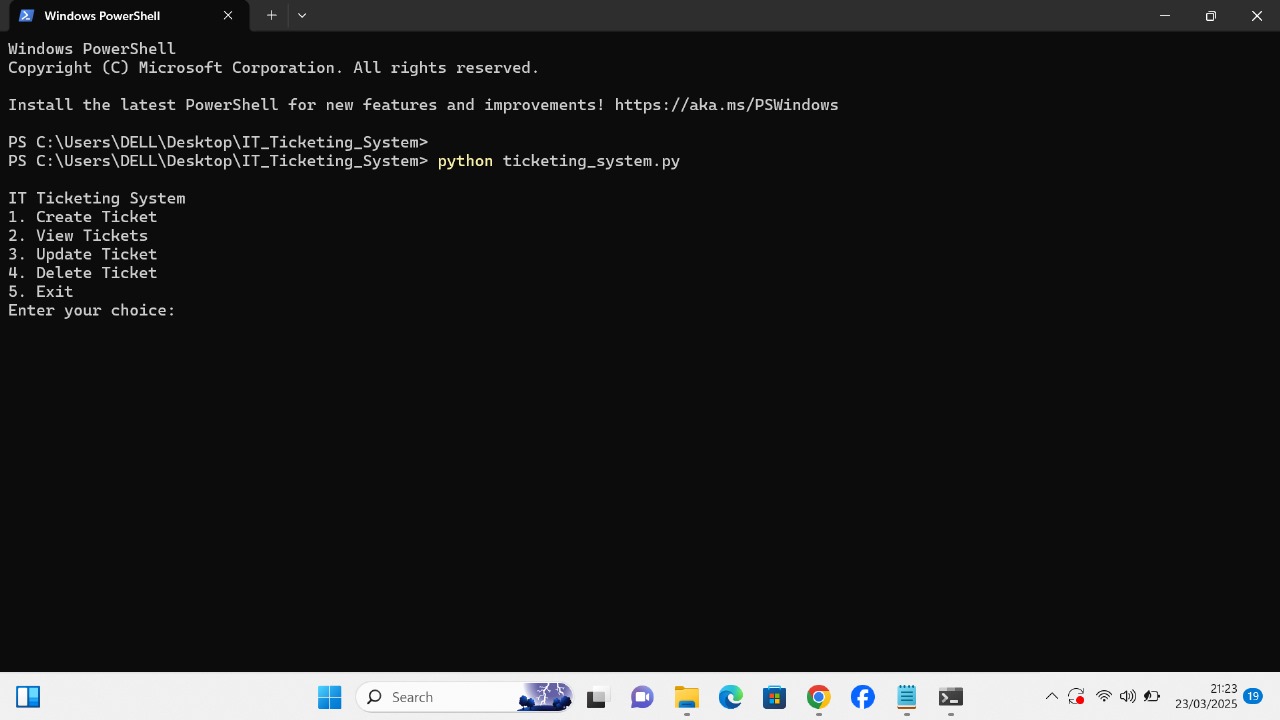 Windows PowerShell
Windows PowerShell
Copyright (C) Microsoft Corporation. All rights reserved.
Install the latest PowerShell for new features and improvements! https://aka.ms/PSWindows
PS C:\Users\DELL\Desktop\IT_Ticketing_System>
PS C:\Users\DELL\Desktop\IT_Ticketing_System> python ticketing_system.py
IT Ticketing System
1. Create Ticket
2. View Tickets
3. Update Ticket
4. Delete Ticket
5. Exit
Enter your choice:
Search
21:23
23/03/2025
19